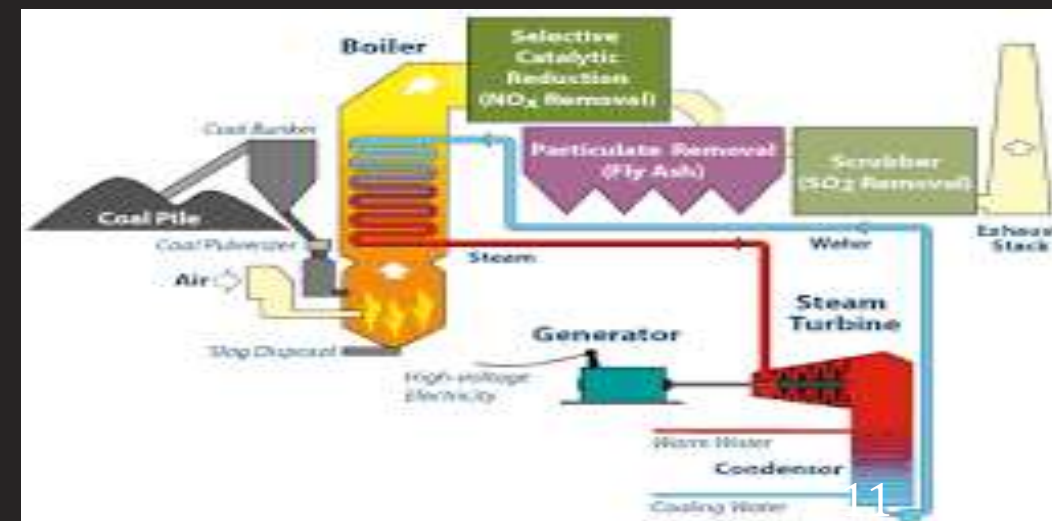 Boiler
Selective
Catalytic
Reduction
(NOx Removal)
Coal Bunker
Particulate Removal
(Fly Ash)
Scrubber
(SO2 Removal)
Coal Pile
Coal Pulverizer
Steam
Water
Exhaust
Stack
Air
Steam
Turbine
Generator
Slag Disposal
High-voltage
Electricity
Warm Water
Condensor
Cooling Water
11